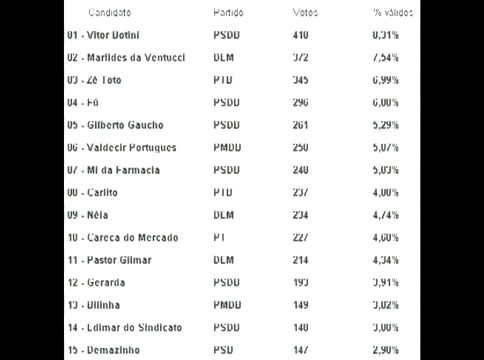 Candidato Partido Votos % válidos
01 - Vitor Botini PSDB 410 8,31%
02 - Marildes da Ventucci DEM 372 7,54%
03 - Zé Toto PTB 345 6,99%
04 - Fú PSDB 296 6,00%
05 - Gilberto Gaucho PSDB 261 5,29%
06 - Valdecir Portugues PMDB 250 5,07%
07 - Mi da Farmacia PSDB 248 5,03%
08 - Carlito PTB 237 4,80%
09 - Néia DEM 234 4,74%
10 - Careca do Mercado PT 227 4,60%
11 - Pastor Gilmar DEM 214 4,34%
12 - Gerarda PSDB 193 3,91%
13 - Bilinha PMDB 149 3,02%
14 - Edimar do Sindicato PSDB 148 3,00%
15 - Demazinho PSB 147 2,98%